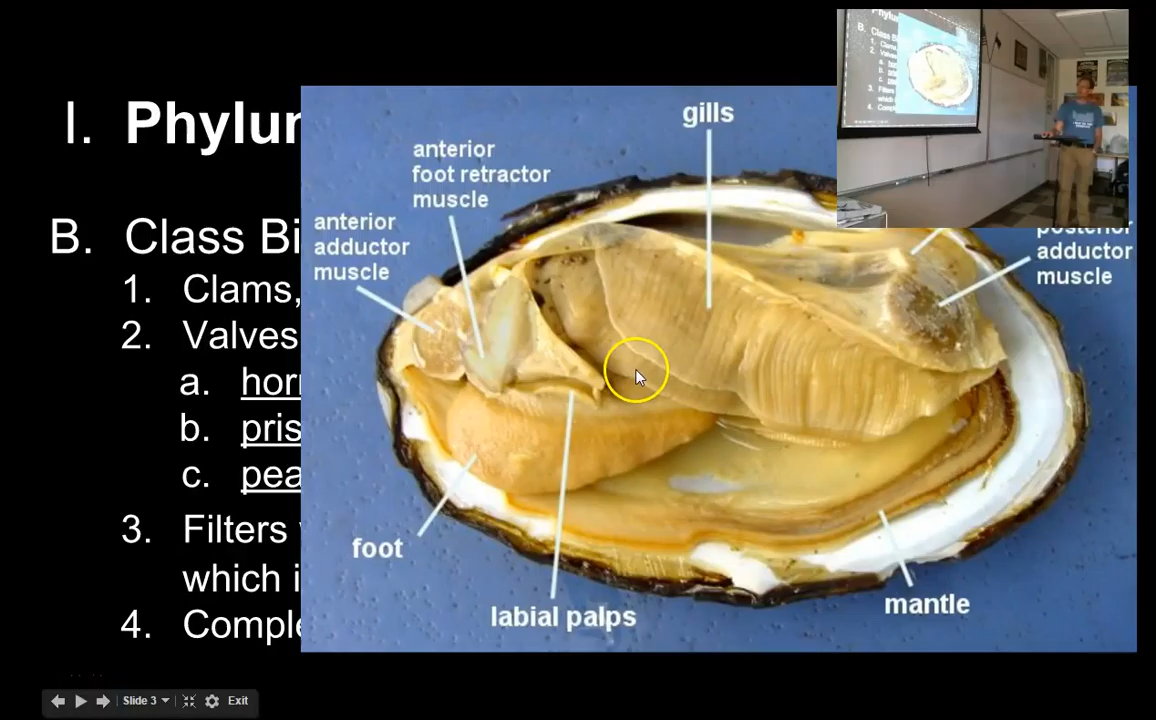 I. Phylu
B. Class Bi
1. Clams,
2. Valves
a. hor
b. pris
c. pea
3. Filters
which i
4. Comple
gills
anterior
foot retractor
muscle
anterior
adductor
muscle
posterior
adductor
muscle
foot
labial palps
mantle
Slide 3
Exit